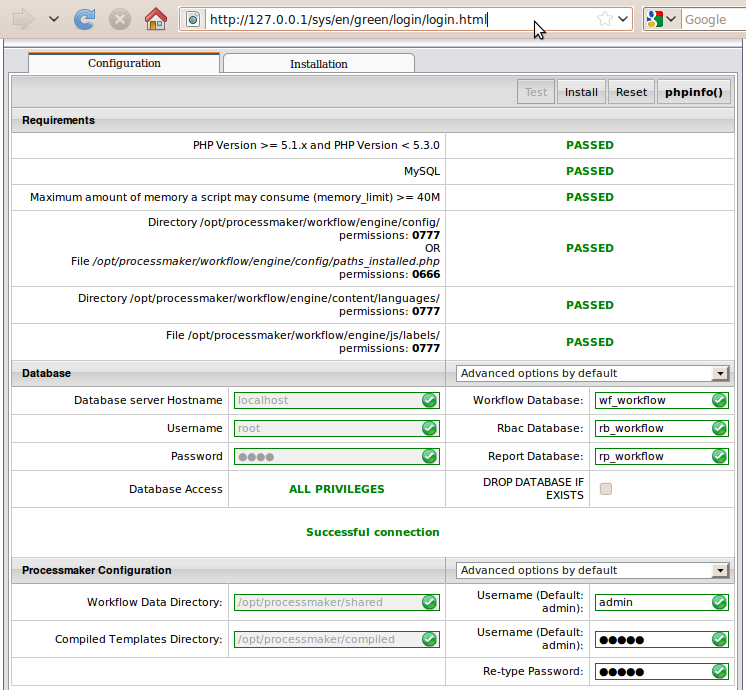 http://127.0.0.1/sys/en/green/login/login.html
Google
Configuration
Installation
Test
Install
Reset
phpinfo()
Requirements
PHP Version >= 5.1.x and PHP Version < 5.3.0
PASSED
MySQL
PASSED
Maximum amount of memory a script may consume (memory_limit) >= 40M
PASSED
Directory /opt/processmaker/workflow/engine/config/
permissions: 0777
OR
File /opt/processmaker/workflow/engine/config/paths_installed.php
permissions: 0666
PASSED
Directory /opt/processmaker/workflow/engine/content/languages/
permissions: 0777
PASSED
File /opt/processmaker/workflow/engine/js/labels/
permissions: 0777
PASSED
Database
Advanced options by default
Database server Hostname
localhost
Workflow Database:
wf_workflow
Username
root
Rbac Database:
rb_workflow
Password
●●●●
Report Database:
rp_workflow
Database Access
ALL PRIVILEGES
DROP DATABASE IF
EXISTS
Successful connection
Processmaker Configuration
Advanced options by default
Workflow Data Directory:
/opt/processmaker/shared
Username (Default:
admin):
admin
Compiled Templates Directory:
/opt/processmaker/compiled
Username (Default:
admin):
●●●●●
Re-type Password:
●●●●●